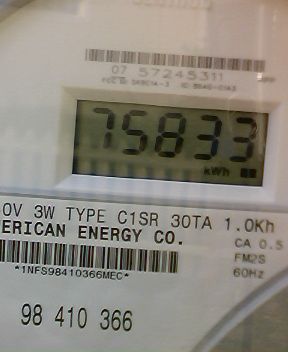 07 57245311
75833
kWh
0V 3W TYPE C1SR 30TA 1.0Kh
ERICAN ENERGY CO.
CA 0.5
FM2S
*1NFS98410366MEC*
60Hz
98 410 366